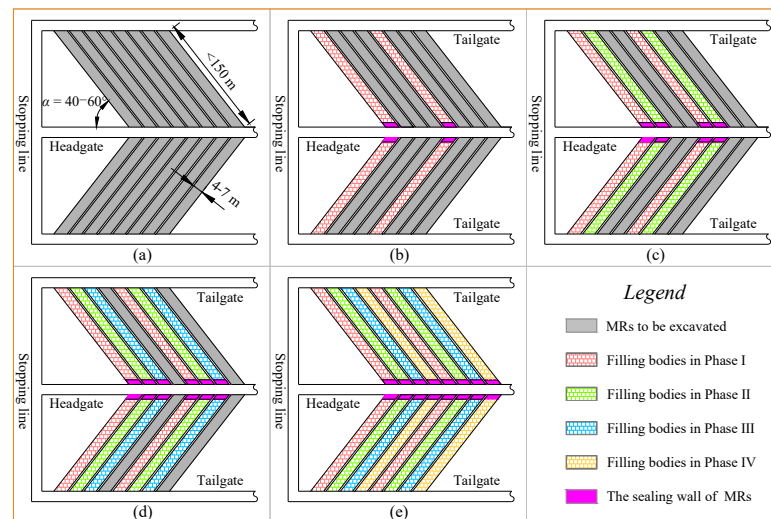 Stopping line
Tailgate
<150 m
α = 40–60°
Headgate
4-7 m
(a)
Stopping line
Tailgate
Headgate
Tailgate
(b)
Stopping line
Tailgate
Headgate
Tailgate
(c)
Stopping line
Tailgate
Headgate
Tailgate
(d)
Stopping line
Tailgate
Headgate
Tailgate
(e)
Legend
MRs to be excavated
Filling bodies in Phase I
Filling bodies in Phase II
Filling bodies in Phase III
Filling bodies in Phase IV
The sealing wall of MRs